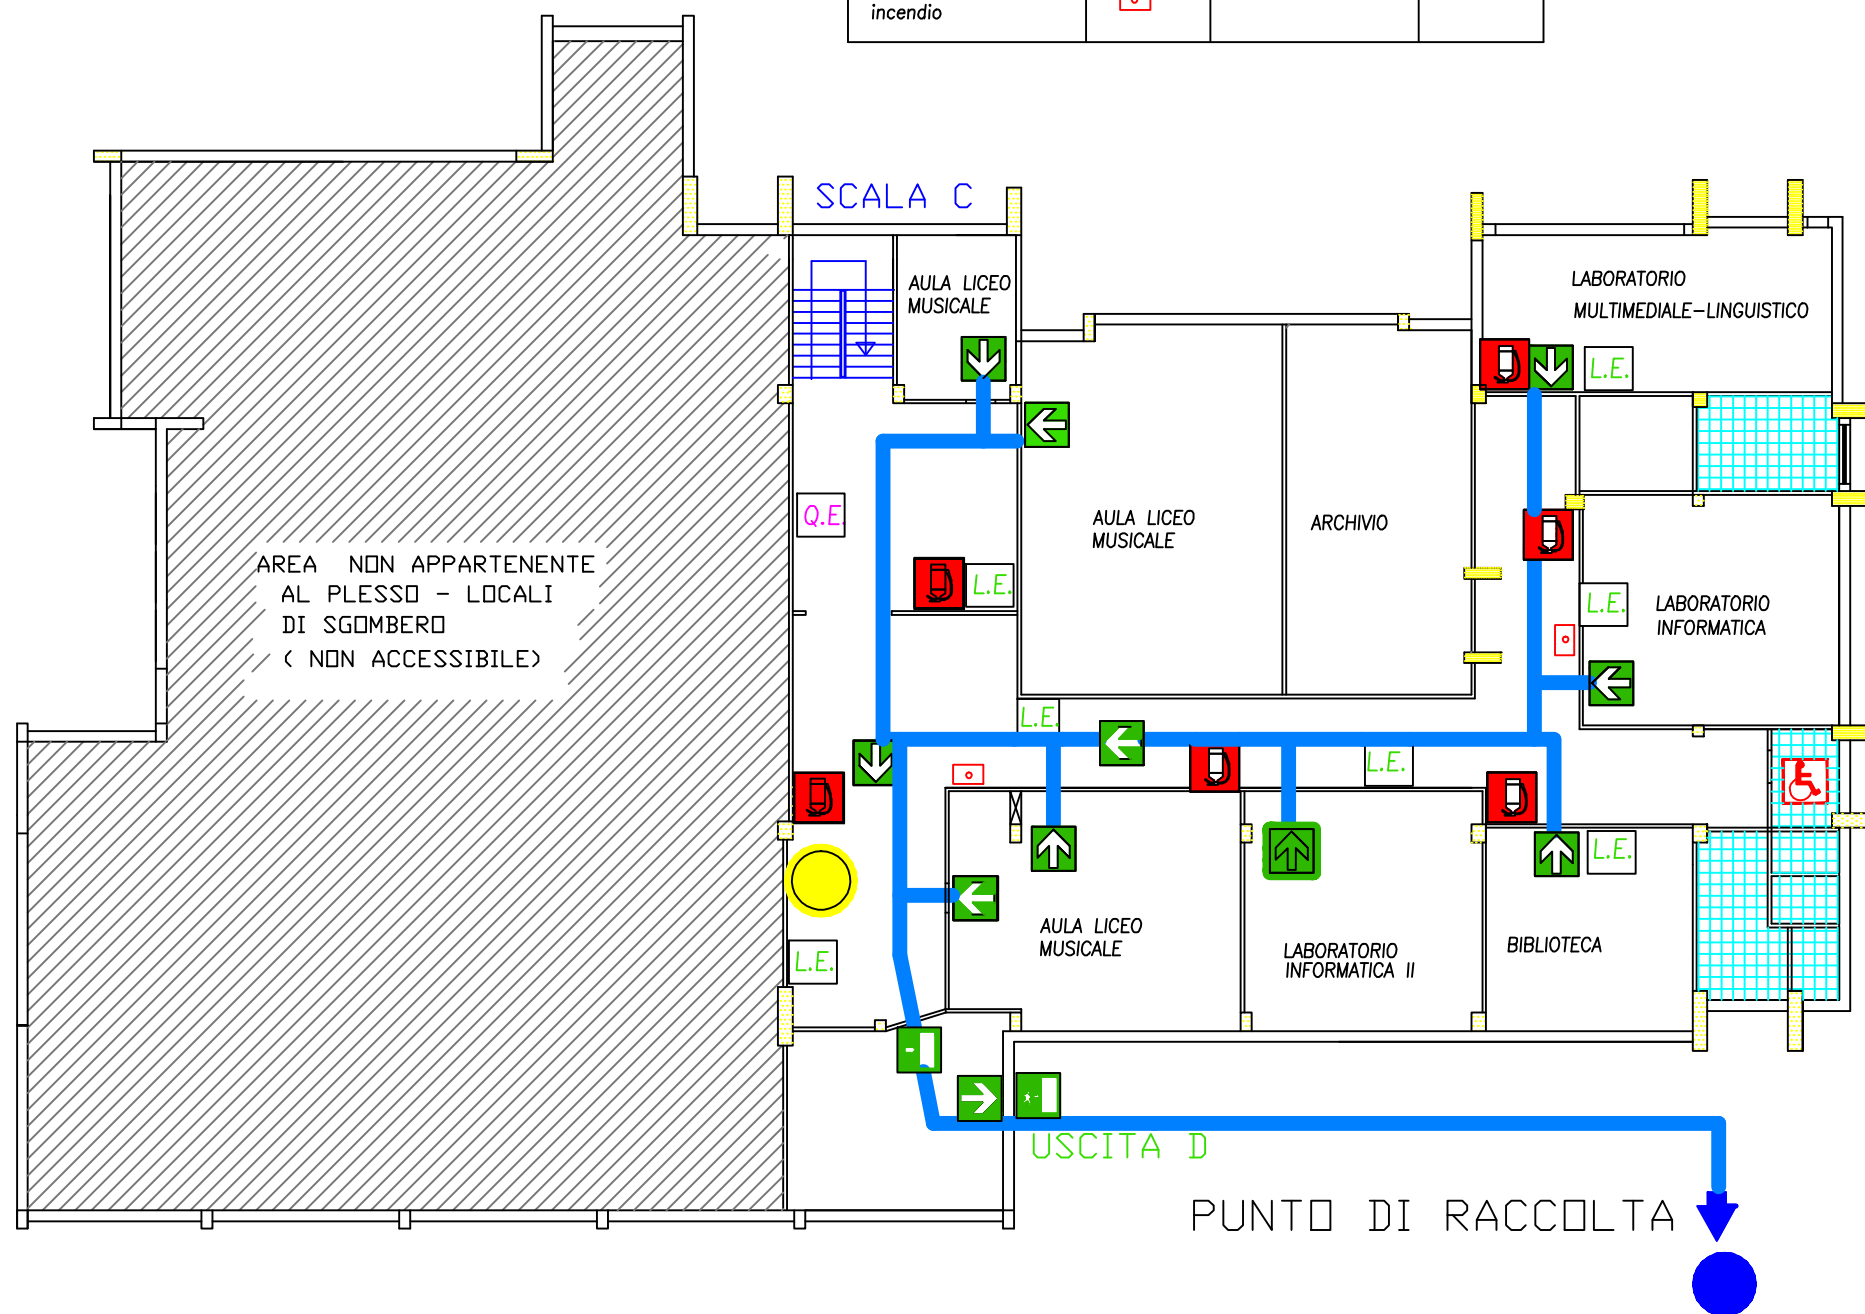 incendio
SCALA C
AULA LICEO
MUSICALE
LABORATORIO
MULTIMEDIALE-LINGUISTICO
L.E.
Q.E.
AULA LICEO
MUSICALE
ARCHIVIO
AREA NON APPARTENENTE
AL PLESSO - LOCALI
DI SGOMBERO
( NON ACCESSIBILE)
L.E.
L.E.
LABORATORIO
INFORMATICA
L.E.
L.E.
L.E.
AULA LICEO
MUSICALE
LABORATORIO
INFORMATICA II
BIBLIOTECA
L.E.
USCITA D
PUNTO DI RACCOLTA